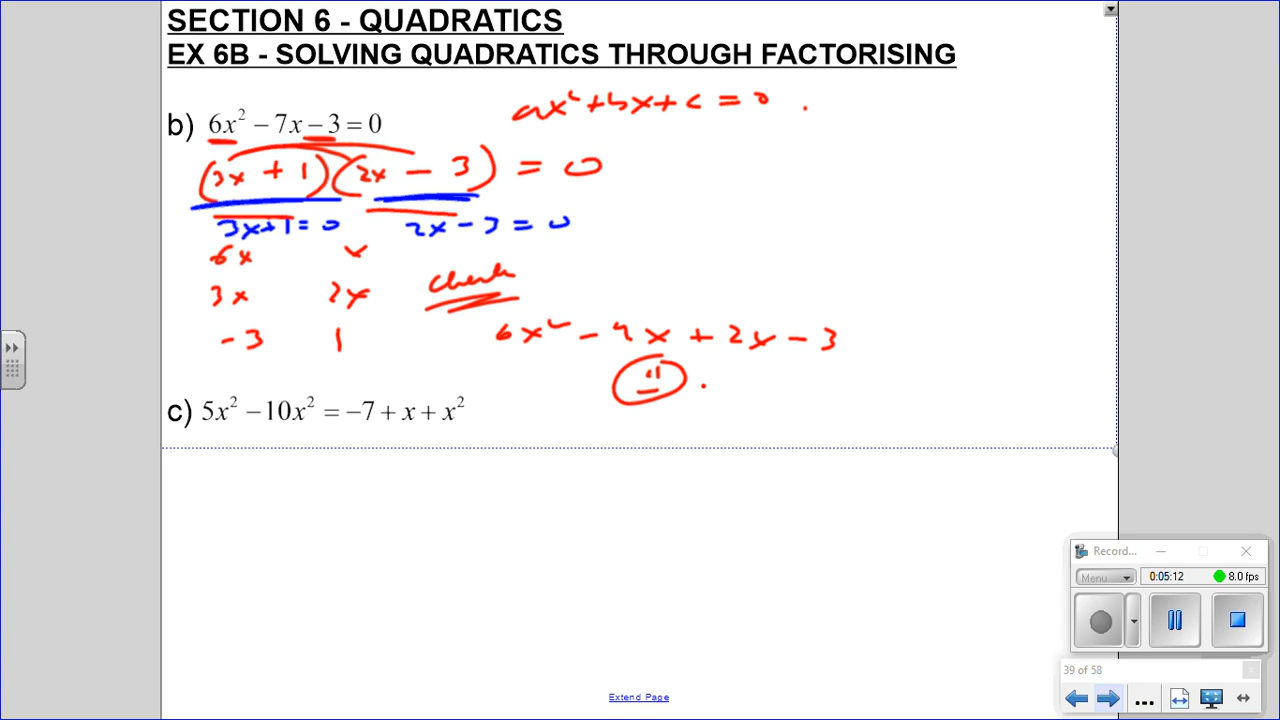 SECTION 6 - QUADRATICS
EX 6B - SOLVING QUADRATICS THROUGH FACTORISING
ax² + bx + c = 0 .
b) 6x² − 7x − 3 = 0
(3x + 1)(2x − 3) = 0
3x+1=0 2x − 3 = 0
6x x
3x 2x
check
-3 1
6x² − 9x + 2x − 3
c) 5x² − 10x² = −7 + x + x²
Record...
Menu
0:05:12
8.0 fps
39 of 58
...
Extend Page